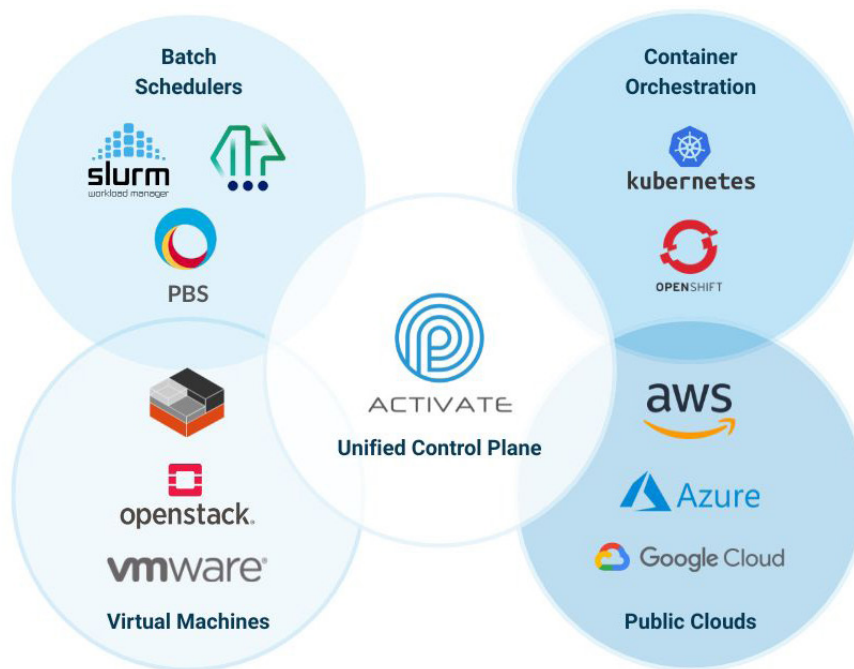 Batch
Schedulers
slurm
workload manager
PBS
Container
Orchestration
kubernetes
OPENSHIFT
ACTIVATE
Unified Control Plane
openstack.
vmware®
Virtual Machines
aws
Azure
Google Cloud
Public Clouds